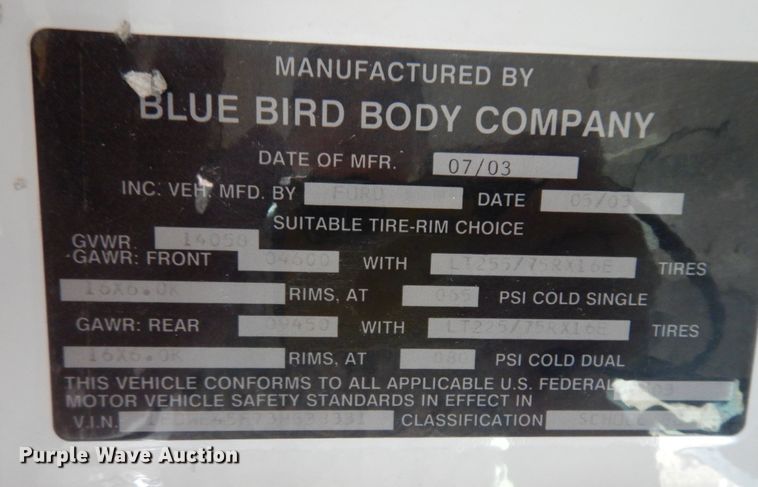 MANUFACTURED BY
BLUE BIRD BODY COMPANY
DATE OF MFR. 07/03
INC. VEH. MFD. BY FORD DATE 05/03
SUITABLE TIRE-RIM CHOICE
GVWR 14050
GAWR: FRONT 04600 WITH LT255/75RX16E TIRES
16X6.0K RIMS, AT 065 PSI COLD SINGLE
GAWR: REAR 09450 WITH LT225/75RX16E TIRES
16X6.0K RIMS, AT 080 PSI COLD DUAL
THIS VEHICLE CONFORMS TO ALL APPLICABLE U.S. FEDERAL
MOTOR VEHICLE SAFETY STANDARDS IN EFFECT IN
V.I.N. CLASSIFICATION SCHOOL
Purple Wave Auction